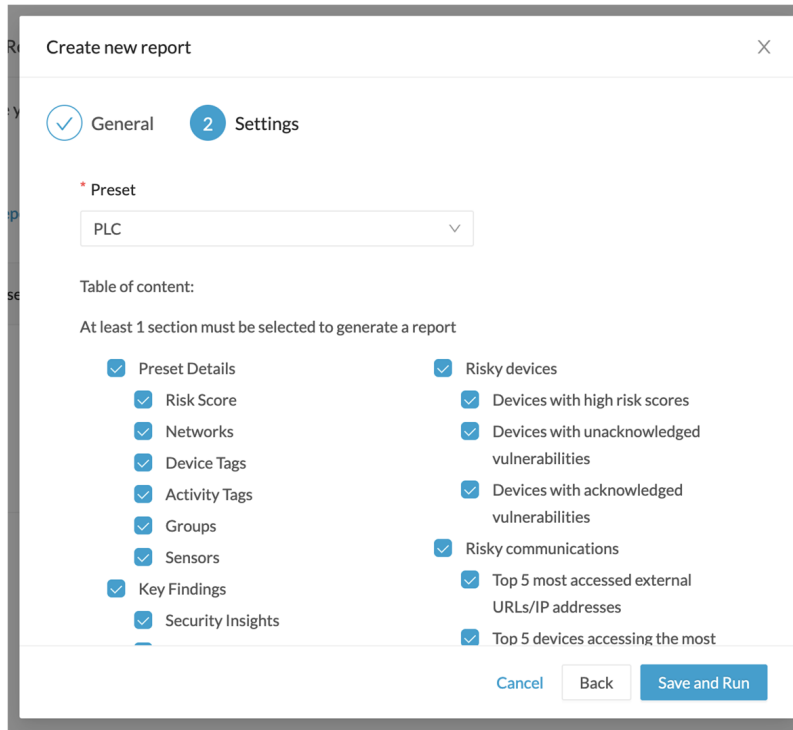 Create new report
General
2
Settings
* Preset
PLC
Table of content:
At least 1 section must be selected to generate a report
Preset Details
Risk Score
Networks
Device Tags
Activity Tags
Groups
Sensors
Key Findings
Security Insights
Risky devices
Devices with high risk scores
Devices with unacknowledged
vulnerabilities
Devices with acknowledged
vulnerabilities
Risky communications
Top 5 most accessed external
URLs/IP addresses
Top 5 devices accessing the most
Cancel
Back
Save and Run